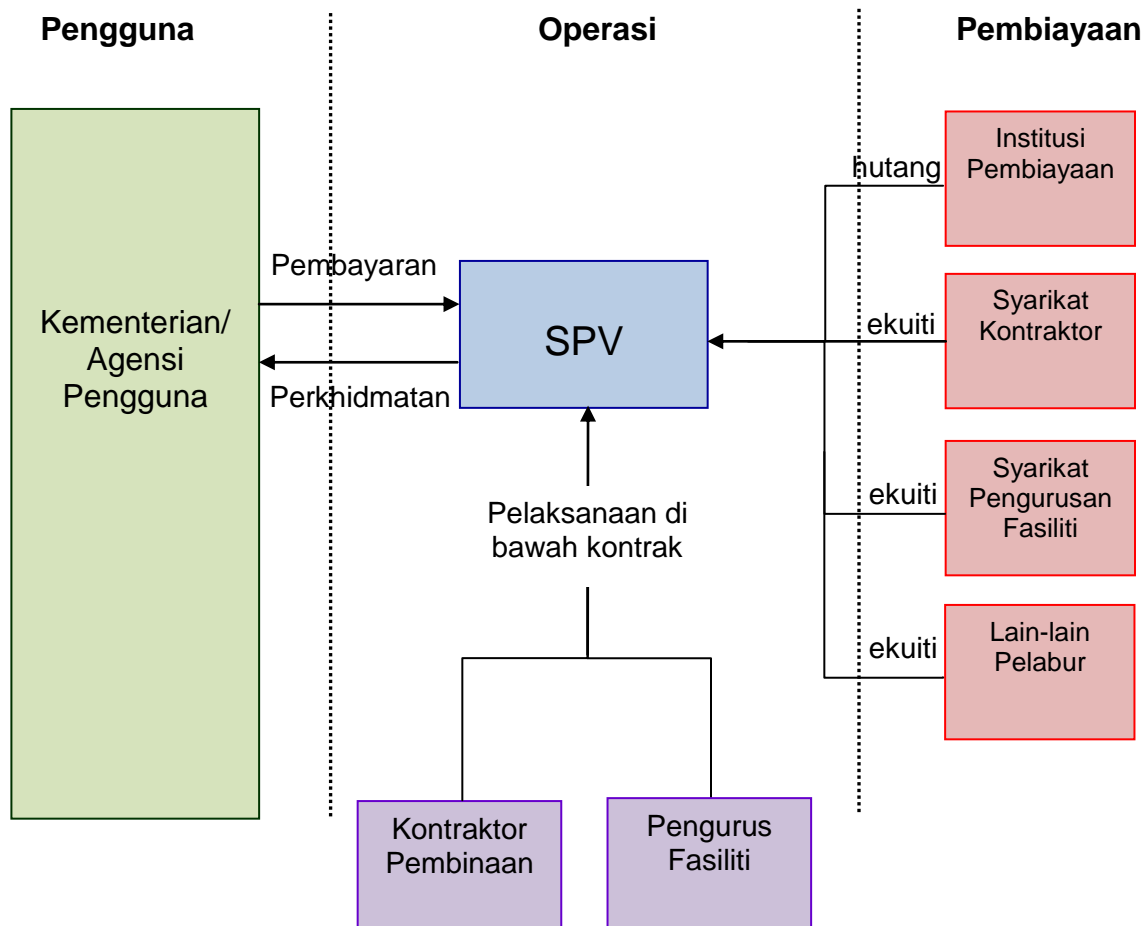 Pengguna
Operasi
Pembiayaan
Kementerian/
Agensi
Pengguna
Pembayaran
Perkhidmatan
SPV
Pelaksanaan di
bawah kontrak
Kontraktor
Pembinaan
Pengurus
Fasiliti
hutang
Institusi
Pembiayaan
ekuiti
Syarikat
Kontraktor
ekuiti
Syarikat
Pengurusan
Fasiliti
ekuiti
Lain-lain
Pelabur